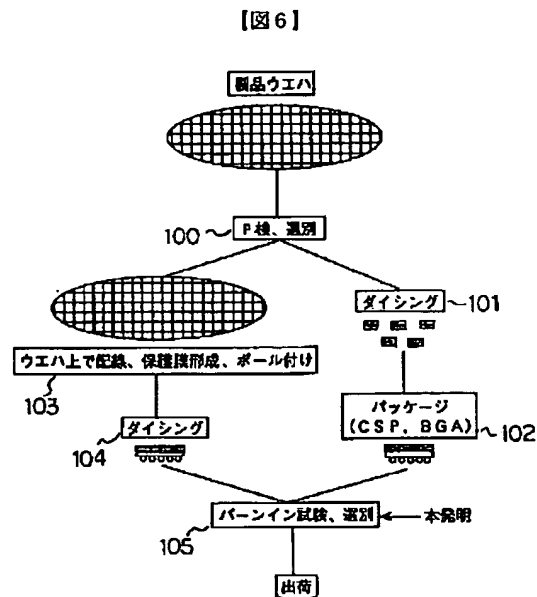 【図6】
製品ウエハ
100
P検、選別
ダイシング
101
ウエハ上で配線、保護膜形成、ボール付け
103
パッケージ
(CSP, BGA)
102
ダイシング
104
バーンイン試験、選別
本発明
105
出荷